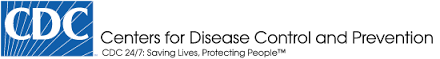 CDC
Centers for Disease Control and Prevention
CDC 24/7: Saving Lives, Protecting People™